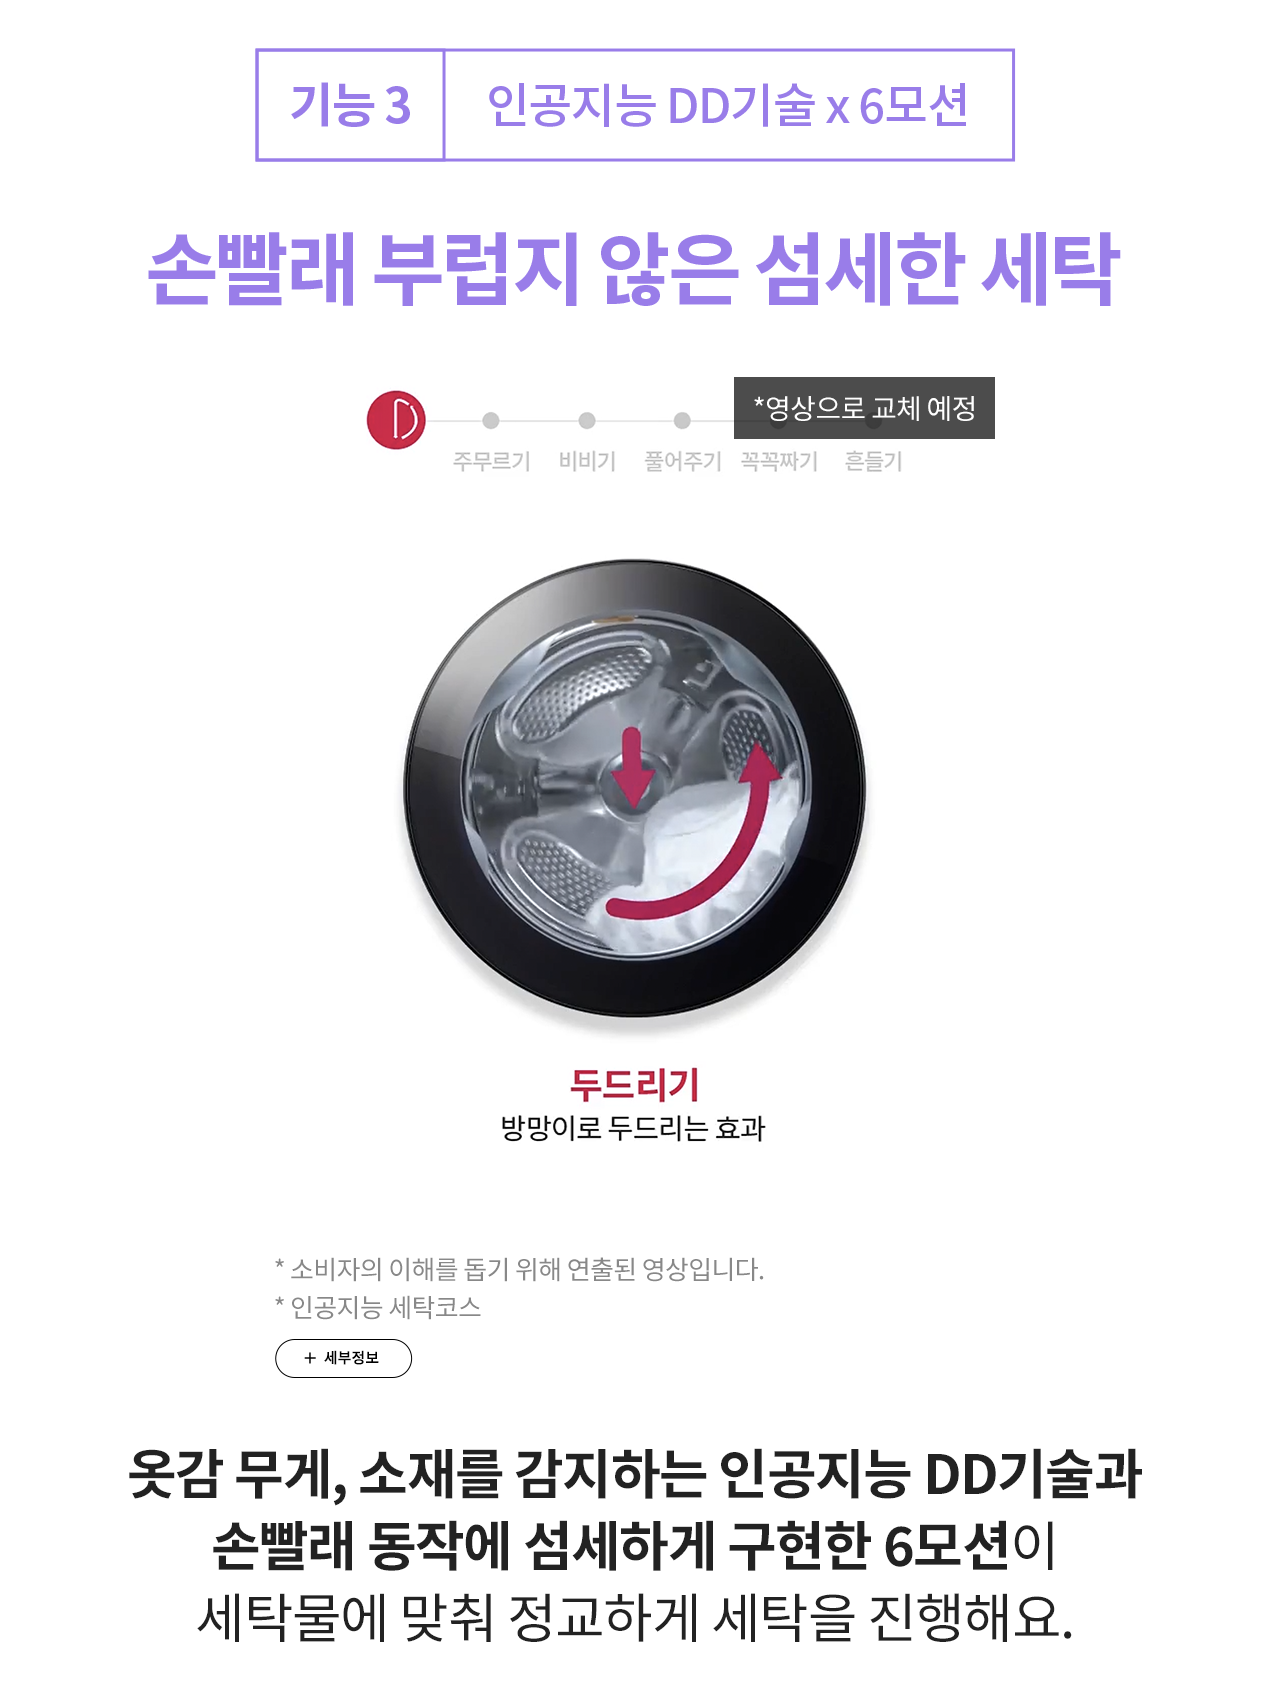 기능 3 인공지능 DD기술 x 6모션
손빨래 부럽지 않은 섬세한 세탁
*영상으로 교체 예정
주무르기 비비기 풀어주기 꼭꼭짜기 흔들기
두드리기
방망이로 두드리는 효과
* 소비자의 이해를 돕기 위해 연출된 영상입니다.
* 인공지능 세탁코스
+ 세부정보
옷감 무게, 소재를 감지하는 인공지능 DD기술과
손빨래 동작에 섬세하게 구현한 6모션이
세탁물에 맞춰 정교하게 세탁을 진행해요.